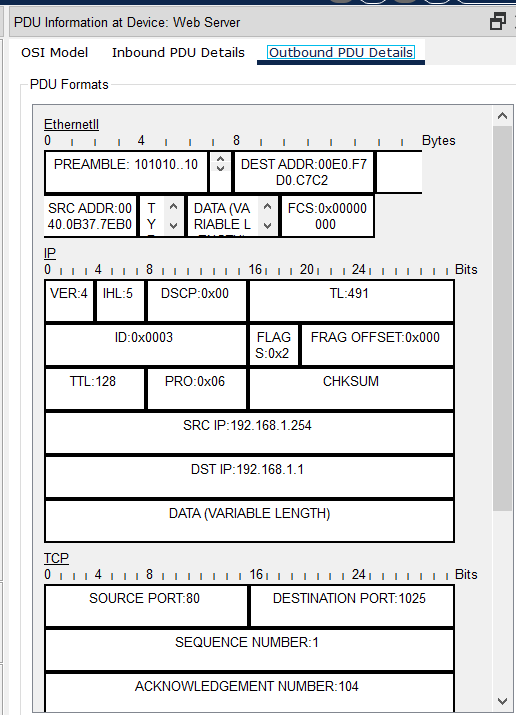 PDU Information at Device: Web Server
OSI Model Inbound PDU Details Outbound PDU Details
PDU Formats
EthernetII
0 4 8 Bytes
PREAMBLE: 101010..10
DEST ADDR:00E0.F7
D0.C7C2
SRC ADDR:00
40.0B37.7EB0
T
Y
DATA (VA
RIABLE L
FCS:0x00000
000
IP
0 4 8 16 20 24 Bits
VER:4 IHL:5 DSCP:0x00 TL:491
ID:0x0003
FLAG
S:0x2
FRAG OFFSET:0x000
TTL:128 PRO:0x06 CHKSUM
SRC IP:192.168.1.254
DST IP:192.168.1.1
DATA (VARIABLE LENGTH)
TCP
0 4 8 16 24 Bits
SOURCE PORT:80 DESTINATION PORT:1025
SEQUENCE NUMBER:1
ACKNOWLEDGEMENT NUMBER:104